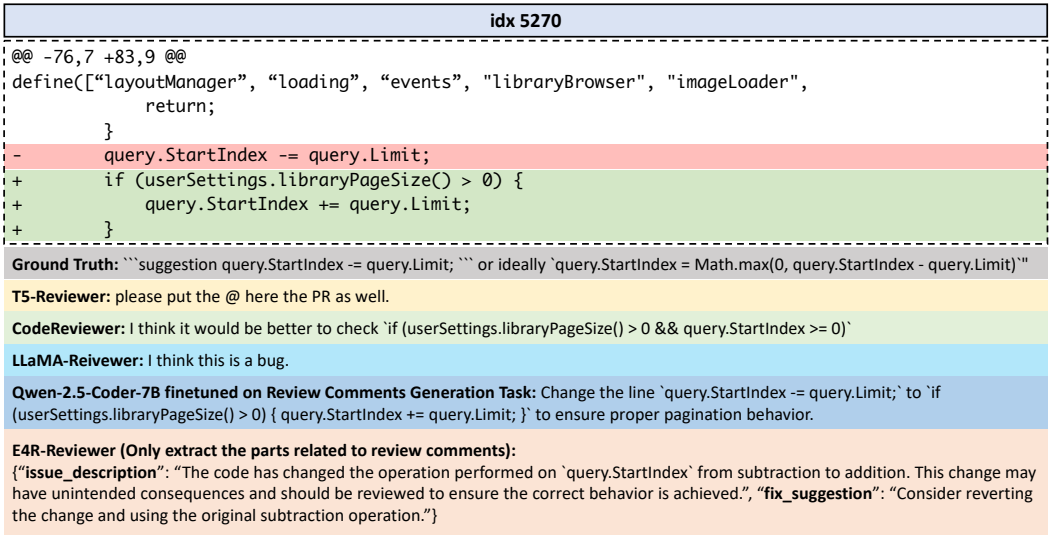 idx 5270
@@ -76,7 +83,9 @@
define([“layoutManager”, “loading”, “events”, "libraryBrowser", "imageLoader",
return;
}
- query.StartIndex -= query.Limit;
+ if (userSettings.libraryPageSize() > 0) {
+ query.StartIndex += query.Limit;
+ }
Ground Truth: ```suggestion query.StartIndex -= query.Limit; ``` or ideally `query.StartIndex = Math.max(0, query.StartIndex - query.Limit)`"
T5-Reviewer: please put the @ here the PR as well.
CodeReviewer: I think it would be better to check `if (userSettings.libraryPageSize() > 0 && query.StartIndex >= 0)`
LLaMA-Reivewer: I think this is a bug.
Qwen-2.5-Coder-7B finetuned on Review Comments Generation Task: Change the line `query.StartIndex -= query.Limit;` to `if
(userSettings.libraryPageSize() > 0) { query.StartIndex += query.Limit; }` to ensure proper pagination behavior.
E4R-Reviewer (Only extract the parts related to review comments):
{“issue_description”: “The code has changed the operation performed on `query.StartIndex` from subtraction to addition. This change may
have unintended consequences and should be reviewed to ensure the correct behavior is achieved.”, “fix_suggestion”: “Consider reverting
the change and using the original subtraction operation.”}